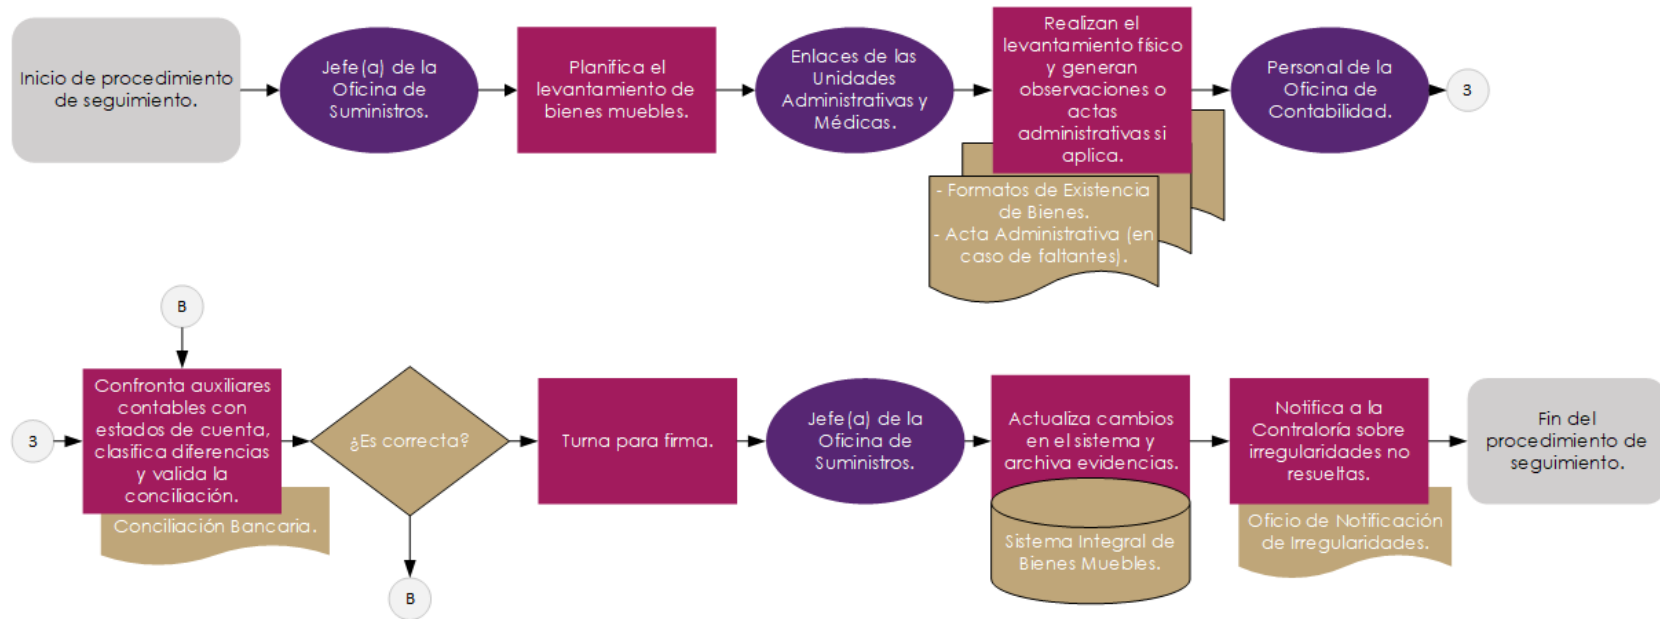 Inicio de procedimiento
de seguimiento.
Jefe(a) de la
Oficina de
Suministros.
Planifica el
levantamiento de
bienes muebles.
Enlaces de las
Unidades
Administrativas y
Médicas.
Realizan el
levantamiento físico
y generan
observaciones o
actas
administrativas si
aplica.
- Formatos de Existencia
de Bienes.
- Acta Administrativa (en
caso de faltantes).
Personal de la
Oficina de
Contabilidad.
3
B
3
Confronta auxiliares
contables con
estados de cuenta,
clasifica diferencias
y valida la
conciliación.
Conciliación Bancaria.
¿Es correcta?
B
Turna para firma.
Jefe(a) de la
Oficina de
Suministros.
Actualiza cambios
en el sistema y
archiva evidencias.
Sistema Integral de
Bienes Muebles.
Notifica a la
Contraloría sobre
irregularidades no
resueltas.
Oficio de Notificación
de Irregularidades.
Fin del
procedimiento de
seguimiento.